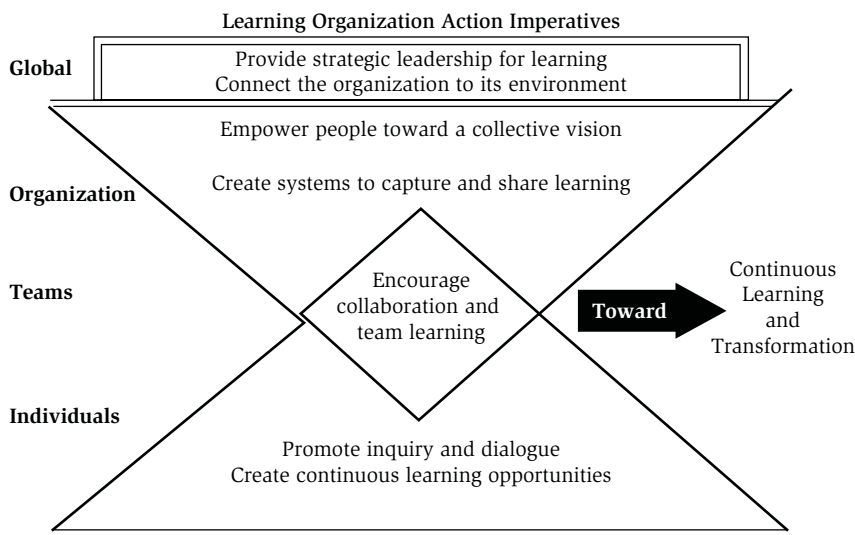 Learning Organization Action Imperatives
Global
Provide strategic leadership for learning
Connect the organization to its environment
Empower people toward a collective vision
Organization
Create systems to capture and share learning
Teams
Encourage
collaboration and
team learning
Toward
Continuous
Learning
and
Transformation
Individuals
Promote inquiry and dialogue
Create continuous learning opportunities